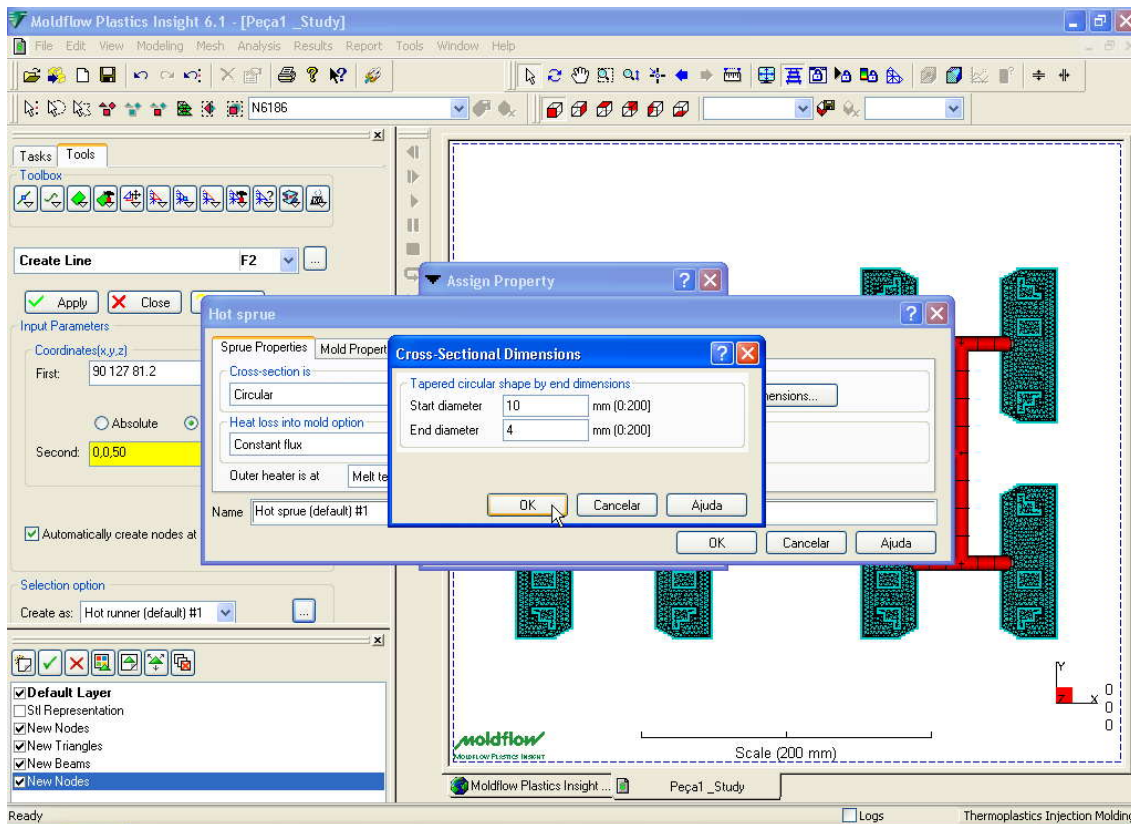 Moldflow Plastics Insight 6.1 - [Peça1 _Study]
File Edit View Modeling Mesh Analysis Results Report Tools Window Help
N6186
Tasks Tools
Toolbox
Create Line F2 ...
Apply Close
Input Parameters
Coordinates(x,y,z)
First: 90 127 81.2
Absolute
Second: 0,0,50
Automatically create nodes at
Selection option
Create as: Hot runner (default) #1 ...
Default Layer
Stl Representation
New Nodes
New Triangles
New Beams
New Nodes
Assign Property
Hot sprue
Sprue Properties Mold Propert
Cross-section is
Circular
ensions...
Heat loss into mold option
Constant flux
Outer heater is at Melt te
Name Hot sprue (default) #1
OK Cancelar Ajuda
Cross-Sectional Dimensions
Tapered circular shape by end dimensions
Start diameter 10 mm (0:200]
End diameter 4 mm (0:200]
OK Cancelar Ajuda
moldflow
MOLDFLOW PLASTICS INSIGHT
Scale (200 mm)
Y
Z X
0
0
0
Moldflow Plastics Insight ... Peça1 _Study
Ready Logs Thermoplastics Injection Molding